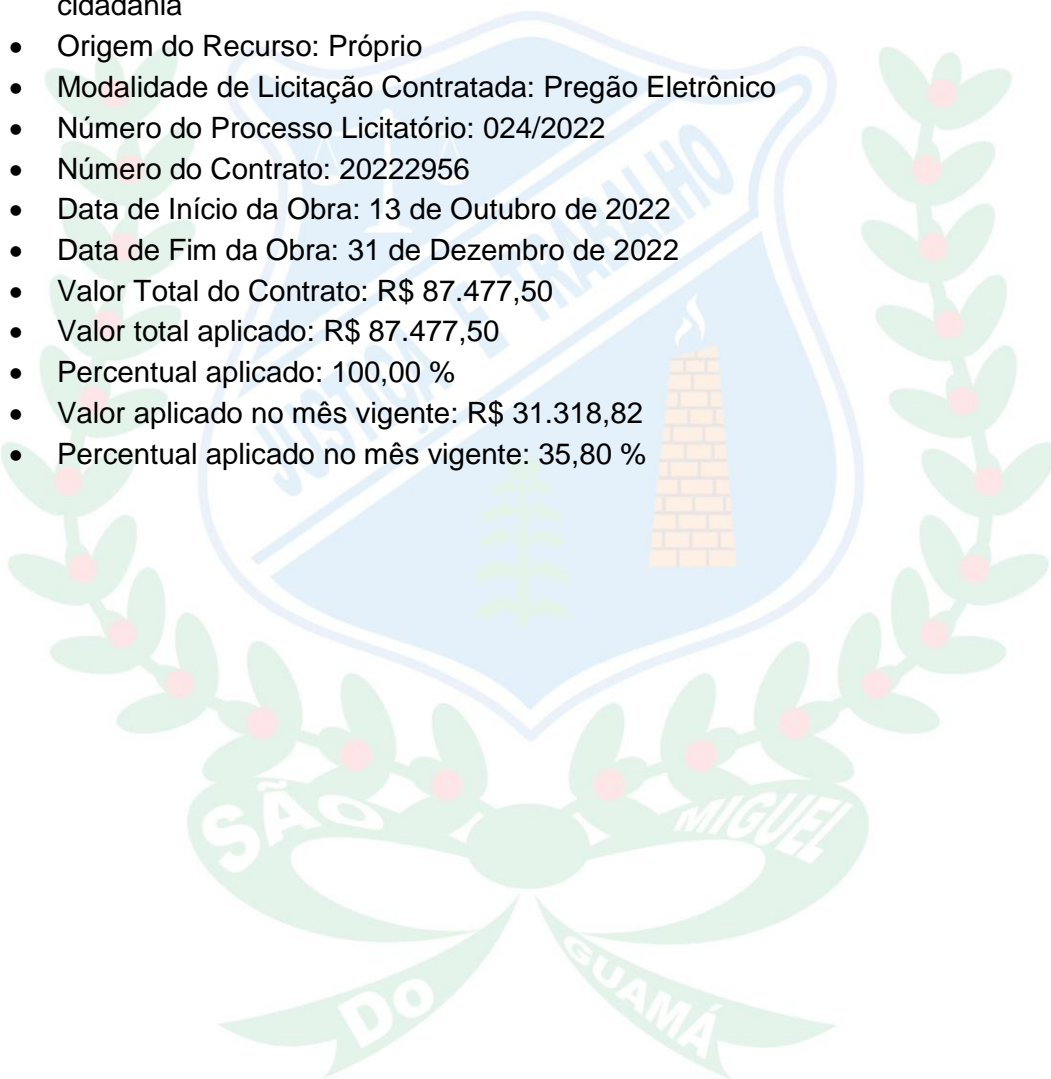 cidadania
• Origem do Recurso: Próprio
• Modalidade de Licitação Contratada: Pregão Eletrônico
• Número do Processo Licitatório: 024/2022
• Número do Contrato: 20222956
• Data de Início da Obra: 13 de Outubro de 2022
• Data de Fim da Obra: 31 de Dezembro de 2022
• Valor Total do Contrato: R$ 87.477,50
• Valor total aplicado: R$ 87.477,50
• Percentual aplicado: 100,00 %
• Valor aplicado no mês vigente: R$ 31.318,82
• Percentual aplicado no mês vigente: 35,80 %
JUSTIÇA E TRABALHO
SÃO MIGUEL
DO GUAMÁ